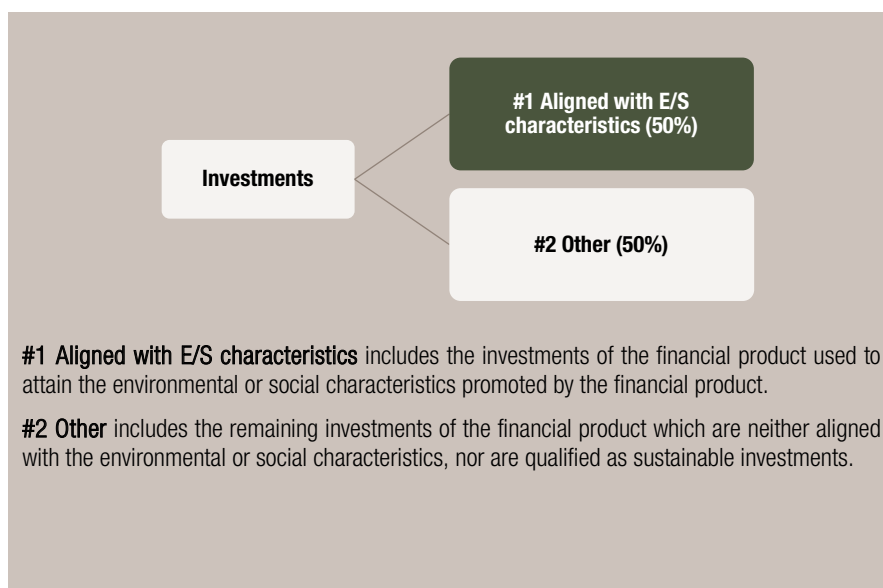 #1 Aligned with E/S
characteristics (50%)
Investments
#2 Other (50%)
#1 Aligned with E/S characteristics includes the investments of the financial product used to
attain the environmental or social characteristics promoted by the financial product.
#2 Other includes the remaining investments of the financial product which are neither aligned
with the environmental or social characteristics, nor are qualified as sustainable investments.